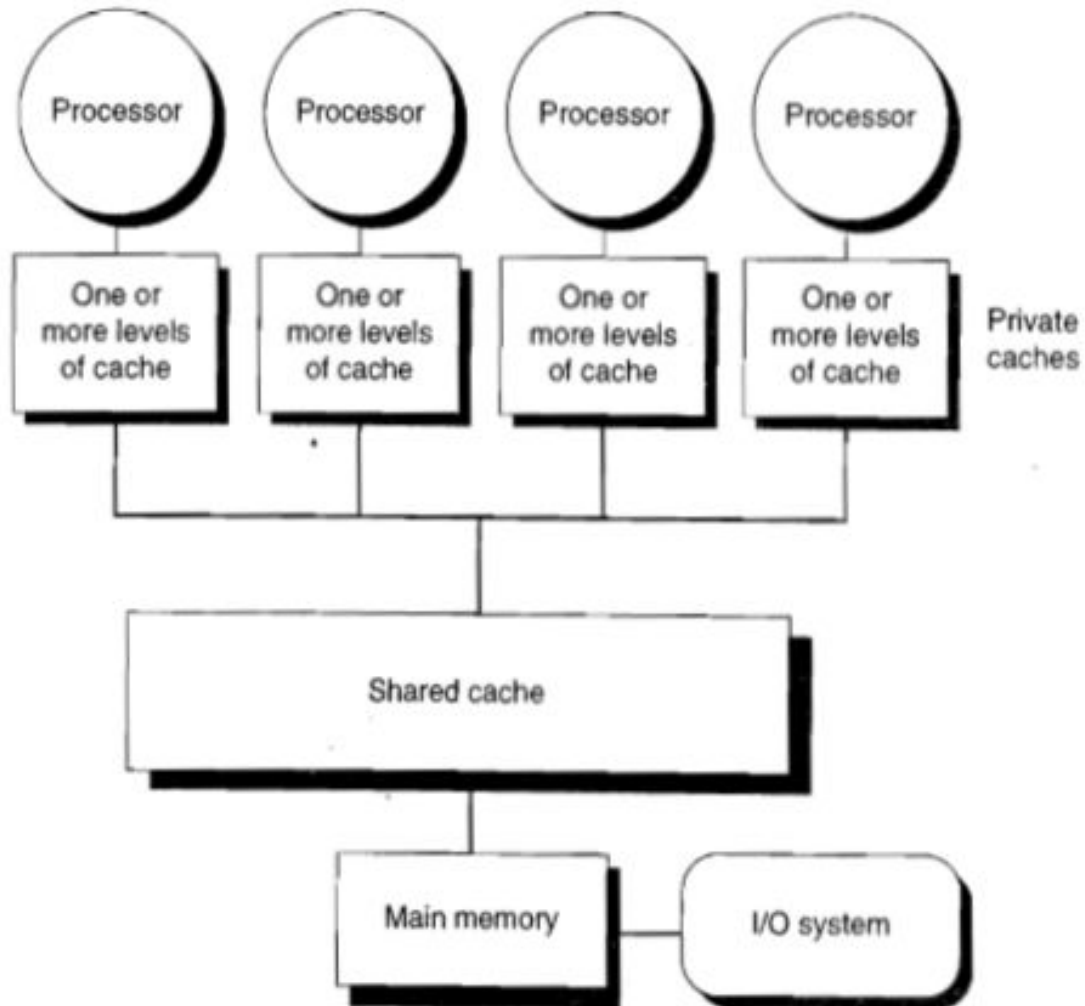 Processor
Processor
Processor
Processor
One or
more levels
of cache
One or
more levels
of cache
One or
more levels
of cache
One or
more levels
of cache
Private
caches
Shared cache
Main memory
I/O system